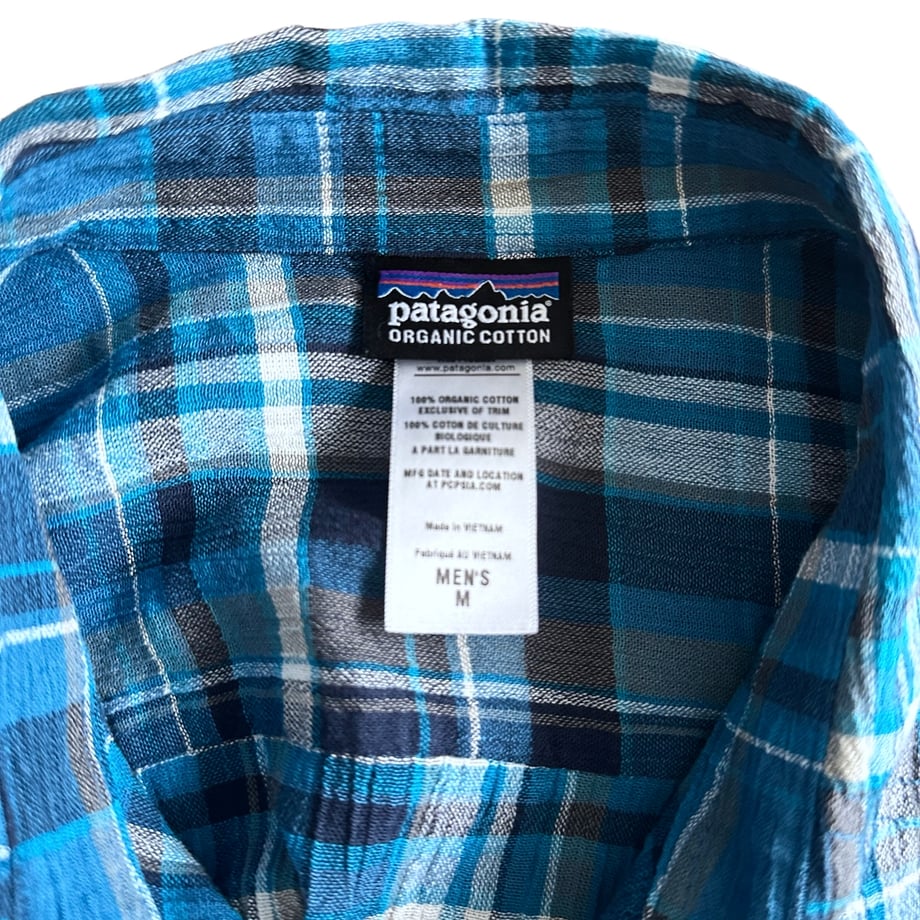 patagonia®
ORGANIC COTTON
www.patagonia.com
100% ORGANIC COTTON
EXCLUSIVE OF TRIM
100% COTON DE CULTURE
BIOLOGIQUE
A PART LA GARNITURE
MFG DATE AND LOCATION
AT PCPSIA.COM
Made in VIETNAM
Fabriqué AU VIETNAM
MEN'S
M